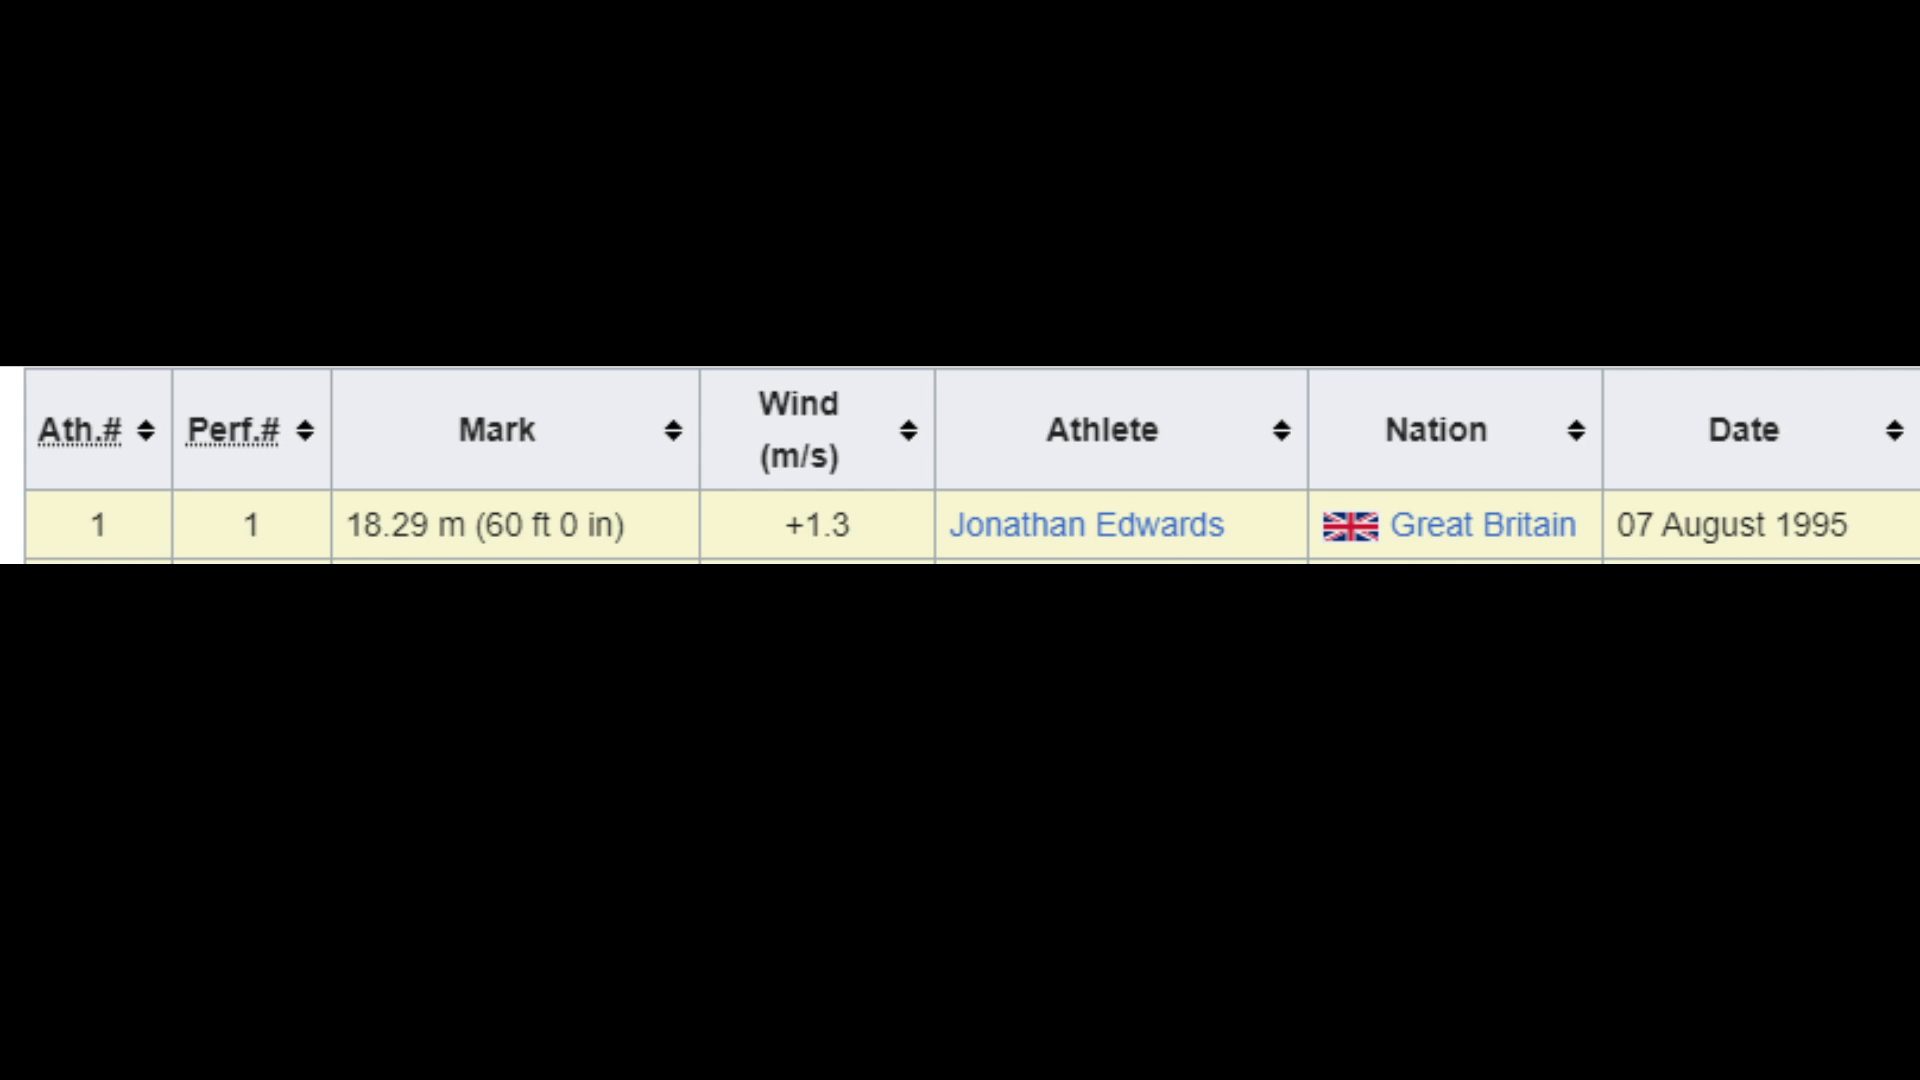 Ath.# Perf.# Mark Wind (m/s) Athlete Nation Date
1 1 18.29 m (60 ft 0 in) +1.3 Jonathan Edwards Great Britain 07 August 1995